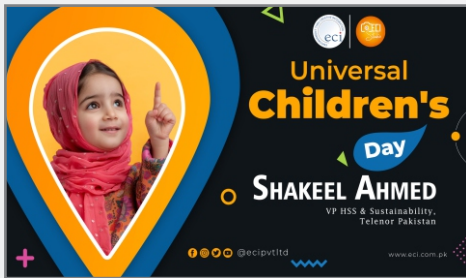 eci
Universal
Children's
Day
SHAKEEL AHMED
VP HSS & Sustainability,
Telenor Pakistan
@ecipvtltd
www.eci.com.pk